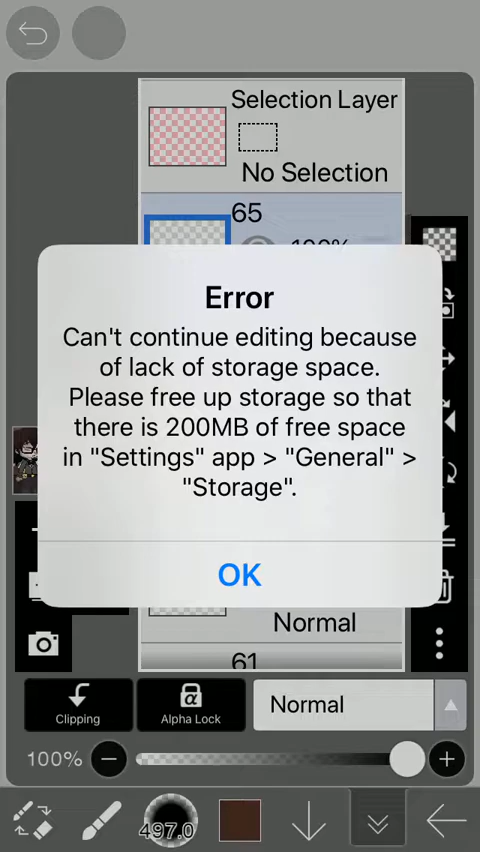 Selection Layer
No Selection
65
100%
Error
Can't continue editing because
of lack of storage space.
Please free up storage so that
there is 200MB of free space
in "Settings" app > "General" >
"Storage".
OK
Normal
61
Clipping
Alpha Lock
Normal
100%
497.0